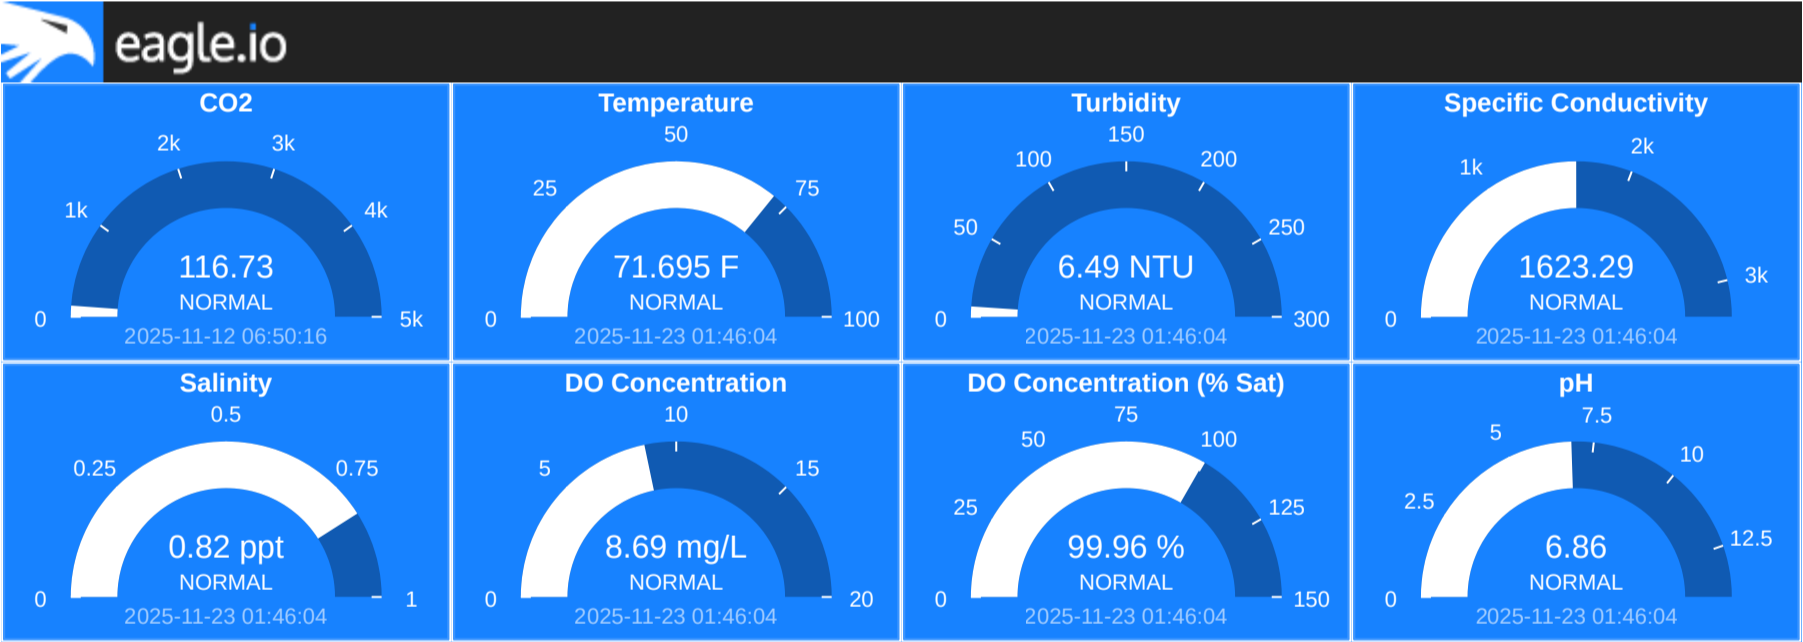 eagle.io
CO2
2k 3k
1k 4k
116.73
NORMAL
0 5k
2025-11-12 06:50:16
Temperature
50
25 75
71.695 F
NORMAL
0 100
2025-11-23 01:46:04
Turbidity
150
100 200
50 250
6.49 NTU
NORMAL
0 300
2025-11-23 01:46:04
Specific Conductivity
2k
1k
1623.29
3k
NORMAL
0
2025-11-23 01:46:04
Salinity
0.5
0.25 0.75
0.82 ppt
NORMAL
0 1
2025-11-23 01:46:04
DO Concentration
10
5 15
8.69 mg/L
NORMAL
0 20
2025-11-23 01:46:04
DO Concentration (% Sat)
75
50 100
25 125
99.96 %
NORMAL
0 150
2025-11-23 01:46:04
pH
7.5
5
10
2.5
12.5
6.86
NORMAL
0
2025-11-23 01:46:04